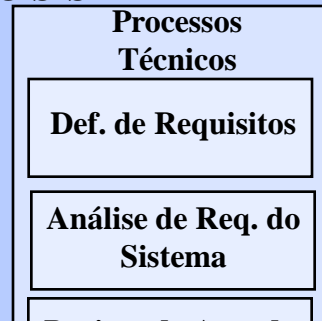 Processos
Técnicos
Def. de Requisitos
Análise de Req. do
Sistema